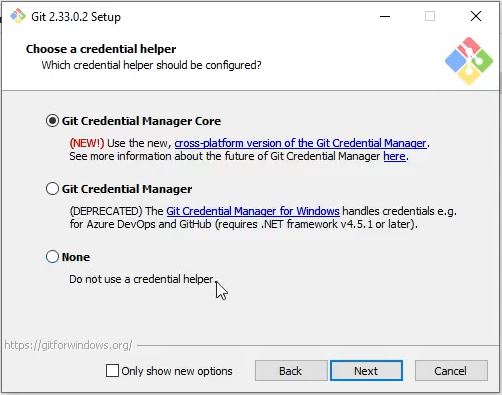 Git 2.33.0.2 Setup
Choose a credential helper
Which credential helper should be configured?
Git Credential Manager Core
(NEW!) Use the new, cross-platform version of the Git Credential Manager.
See more information about the future of Git Credential Manager here.
Git Credential Manager
(DEPRECATED) The Git Credential Manager for Windows handles credentials e.g.
for Azure DevOps and GitHub (requires .NET framework v4.5.1 or later).
None
Do not use a credential helper.
https://gitforwindows.org/
Only show new options
Back
Next
Cancel